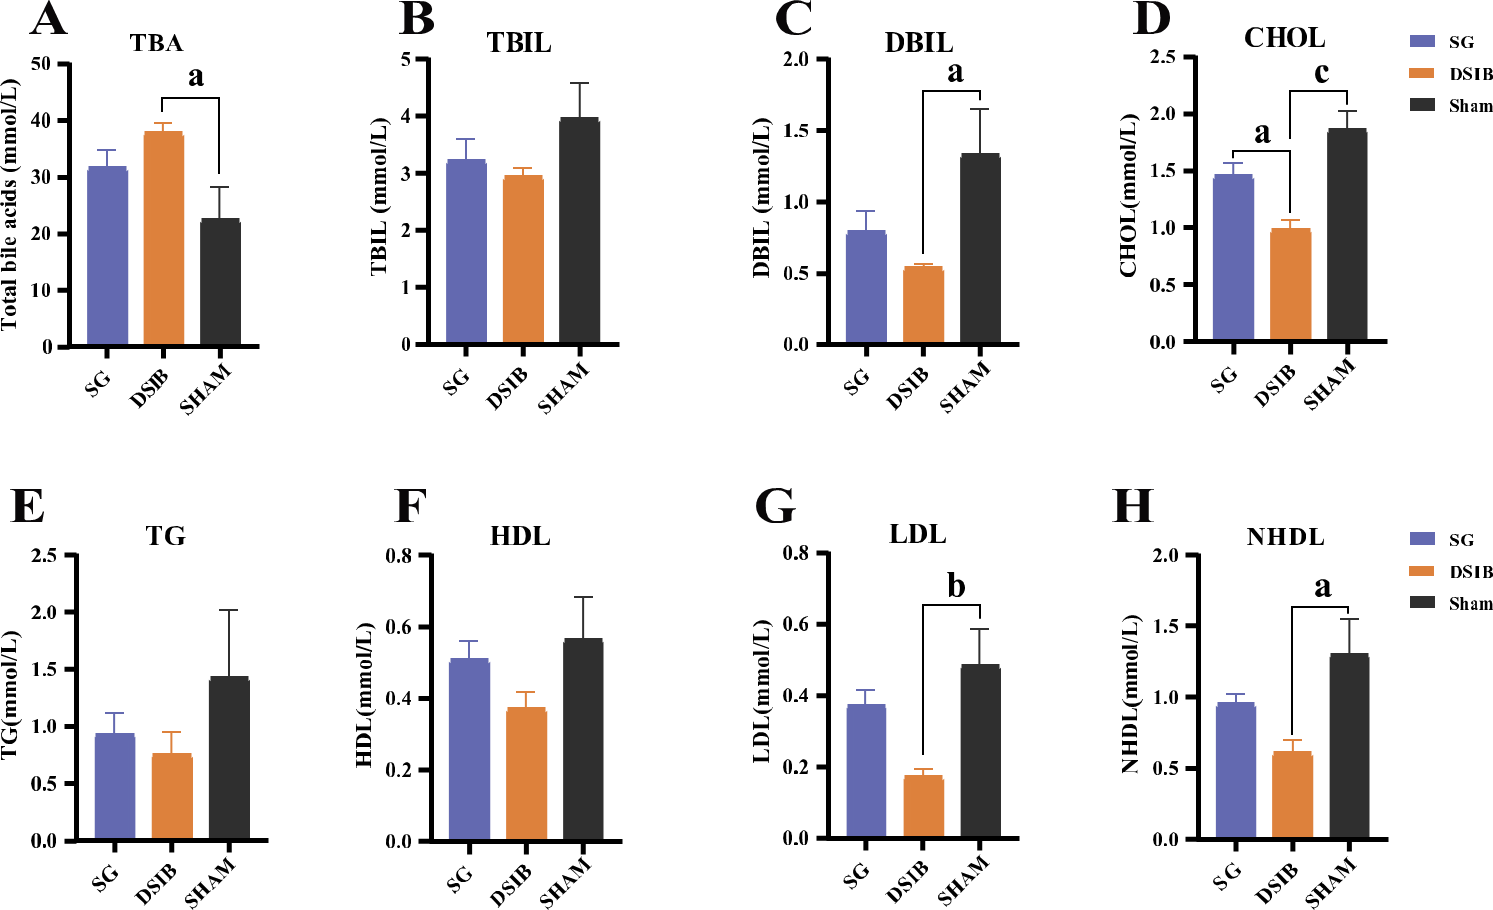 A
TBA
Total bile acids (mmol/L)
50
40
30
20
10
0
a
SG
DSIB
SHAM
B
TBIL
TBIL (mmol/L)
5
4
3
2
1
0
SG
DSIB
SHAM
C
DBIL
DBIL (mmol/L)
2.0
1.5
1.0
0.5
0.0
a
SG
DSIB
SHAM
D
CHOL
CHOL(mmol/L)
2.5
2.0
1.5
1.0
0.5
0.0
a
c
SG
DSIB
SHAM
SG
DSIB
Sham
E
TG
TG(mmol/L)
2.5
2.0
1.5
1.0
0.5
0.0
SG
DSIB
SHAM
F
HDL
HDL(mmol/L)
0.8
0.6
0.4
0.2
0.0
SG
DSIB
SHAM
G
LDL
LDL(mmol/L)
0.8
0.6
0.4
0.2
0.0
b
SG
DSIB
SHAM
H
NHDL
NHDL(mmol/L)
2.0
1.5
1.0
0.5
0.0
a
SG
DSIB
SHAM
SG
DSIB
Sham